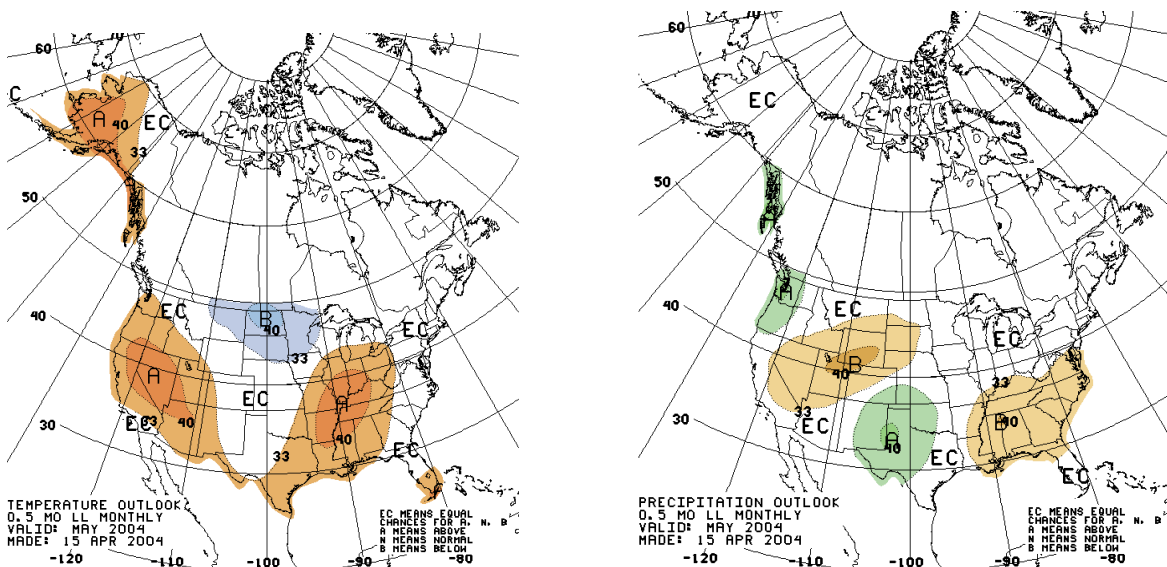 70
60
C
A
40
EC
33
50
40
EC
B
40
EC
33
A
A
EC
40
EC
33
40
30
33
EC
TEMPERATURE OUTLOOK
0.5 MO LL MONTHLY
VALID: MAY 2004
MADE: 15 APR 2004
EC MEANS EQUAL
CHANCES FOR A, N, B
A MEANS ABOVE
N MEANS NORMAL
B MEANS BELOW
-120
-110
-100
-90
-80
70
60
EC
50
A
A
40
EC
EC
B
40
33
33
A
40
B
40
30
EC
EC
EC
PRECIPITATION OUTLOOK
0.5 MO LL MONTHLY
VALID: MAY 2004
MADE: 15 APR 2004
EC MEANS EQUAL
CHANCES FOR A, N, B
A MEANS ABOVE
N MEANS NORMAL
B MEANS BELOW
-120
-110
-100
-90
-80